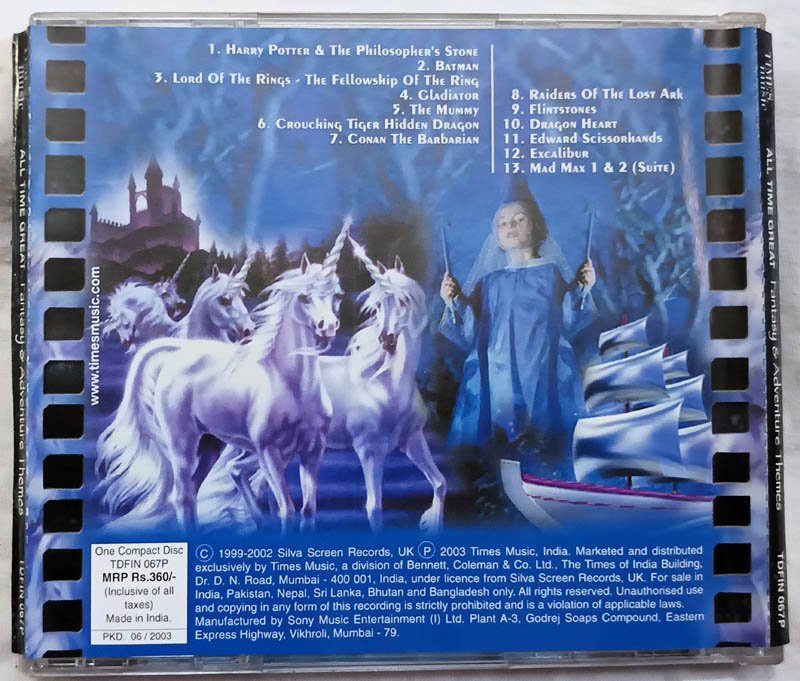 1. Harry Potter & The Philosopher's Stone
2. Batman
3. Lord Of The Rings - The Fellowship Of The Ring
4. Gladiator
5. The Mummy
6. Crouching Tiger Hidden Dragon
7. Conan The Barbarian
8. Raiders Of The Lost Ark
9. Flintstones
10. Dragon Heart
11. Edward Scissorhands
12. Excalibur
13. Mad Max 1 & 2 (Suite)
www.timesmusic.com
One Compact Disc
TDFIN 067P
MRP Rs.360/-
(Inclusive of all
taxes)
Made in India.
PKD. 06 / 2003
© 1999-2002 Silva Screen Records, UK ℗ 2003 Times Music, India. Marketed and distributed
exclusively by Times Music, a division of Bennett, Coleman & Co. Ltd., The Times of India Building,
Dr. D. N. Road, Mumbai - 400 001, India, under licence from Silva Screen Records, UK. For sale in
India, Pakistan, Nepal, Sri Lanka, Bhutan and Bangladesh only. All rights reserved. Unauthorised use
and copying in any form of this recording is strictly prohibited and is a violation of applicable laws.
Manufactured by Sony Music Entertainment (I) Ltd. Plant A-3, Godrej Soaps Compound, Eastern
Express Highway, Vikhroli, Mumbai - 79.
music
ALL TIME GREAT Fantasy & Adventure Themes
TDFIN 067P
TIMES
music
ALL TIME GREAT Fantasy & Adventure Themes
TDFIN 067P